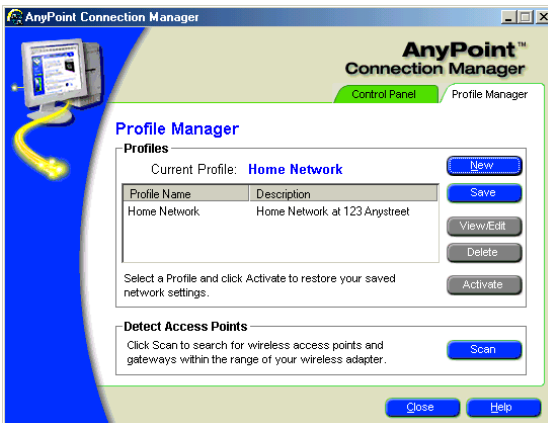 AnyPoint Connection Manager
AnyPoint™
Connection Manager
Control Panel
Profile Manager
Profile Manager
Profiles
Current Profile: Home Network
New
Profile Name Description
Save
Home Network Home Network at 123 Anystreet
View/Edit
Delete
Select a Profile and click Activate to restore your saved
network settings.
Activate
Detect Access Points
Click Scan to search for wireless access points and
gateways within the range of your wireless adapter.
Scan
Close
Help